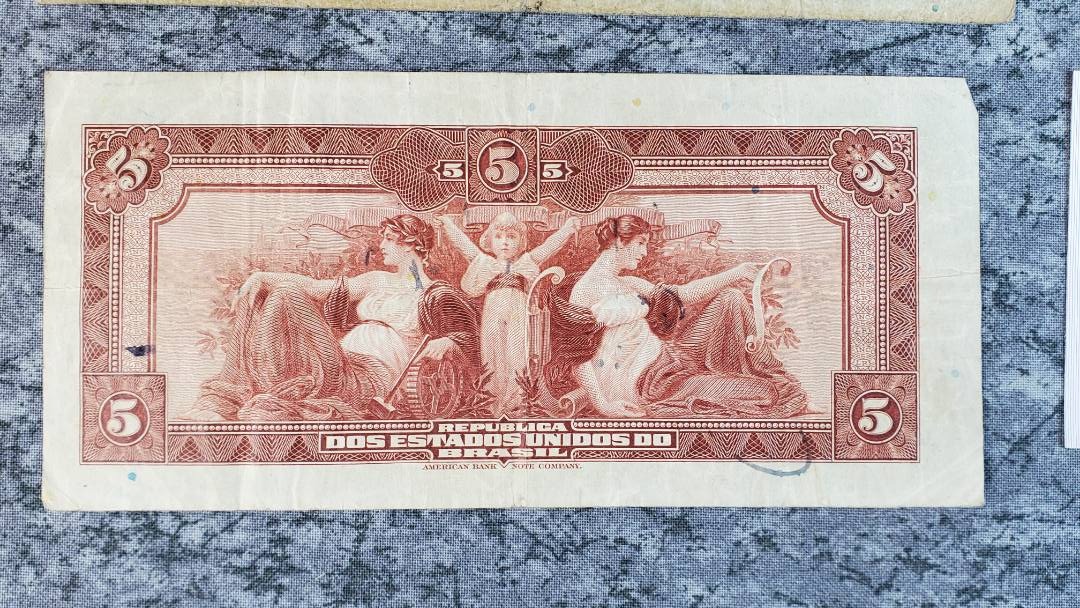 5 5 5 5 5
REPUBLICA
DOS ESTADOS UNIDOS DO
BRASIL
5 5
AMERICAN BANK NOTE COMPANY.